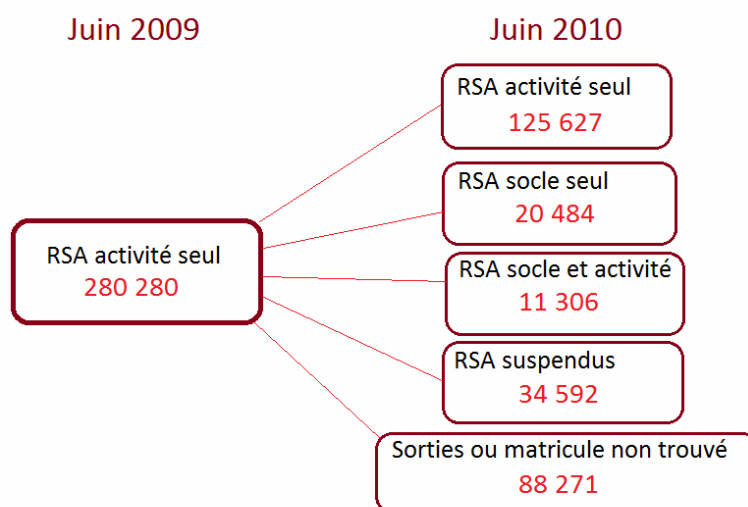 Juin 2009
Juin 2010
RSA activité seul
280 280
RSA activité seul
125 627
RSA socle seul
20 484
RSA socle et activité
11 306
RSA suspendus
34 592
Sorties ou matricule non trouvé
88 271